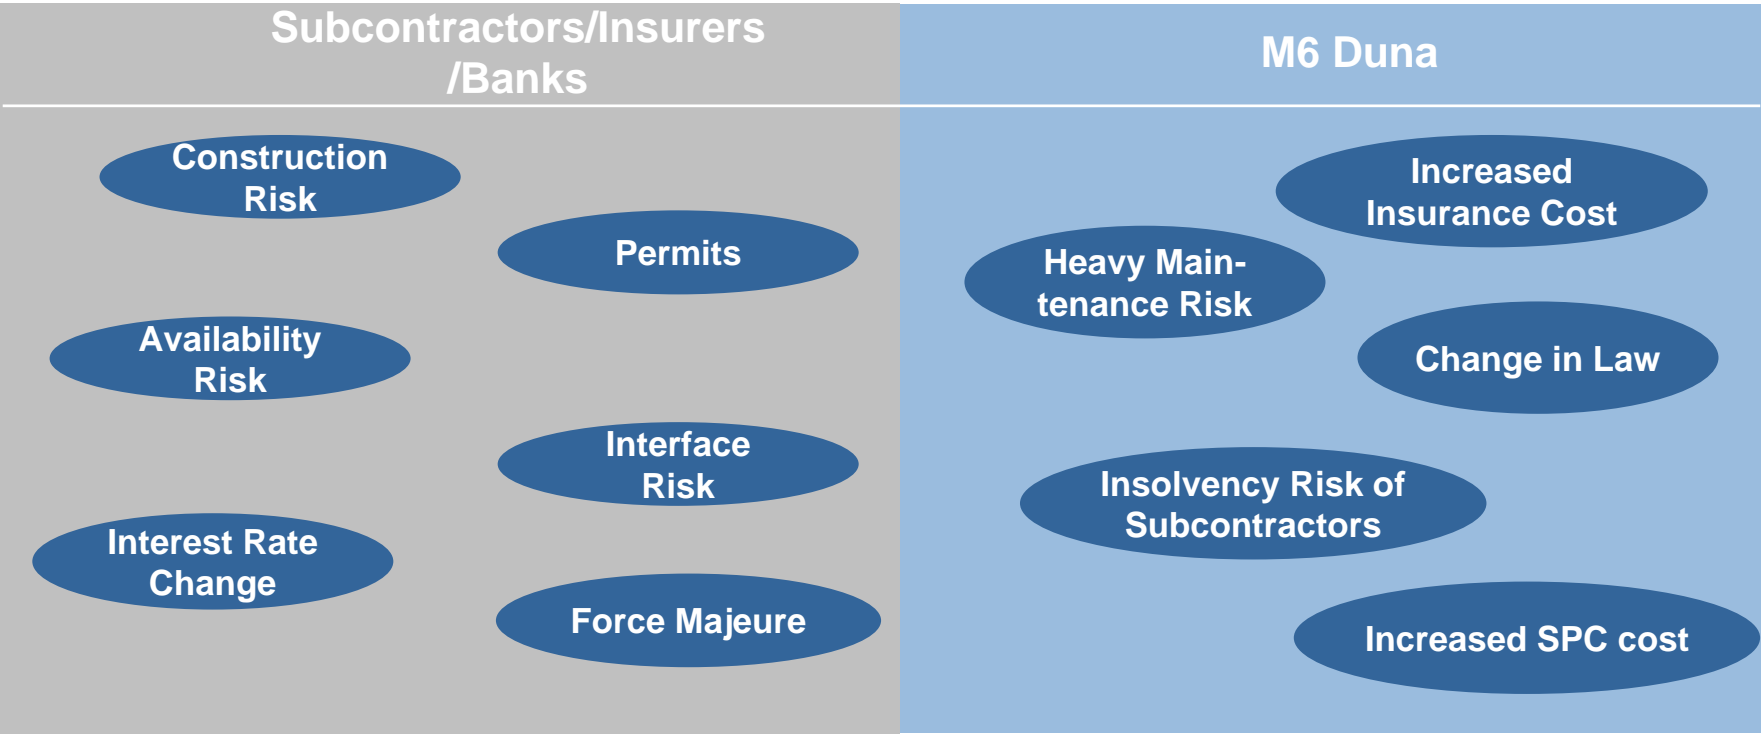 Subcontractors/Insurers
/Banks
M6 Duna
Construction
Risk
Permits
Availability
Risk
Interface
Risk
Interest Rate
Change
Force Majeure
Increased
Insurance Cost
Heavy Main-
tenance Risk
Change in Law
Insolvency Risk of
Subcontractors
Increased SPC cost